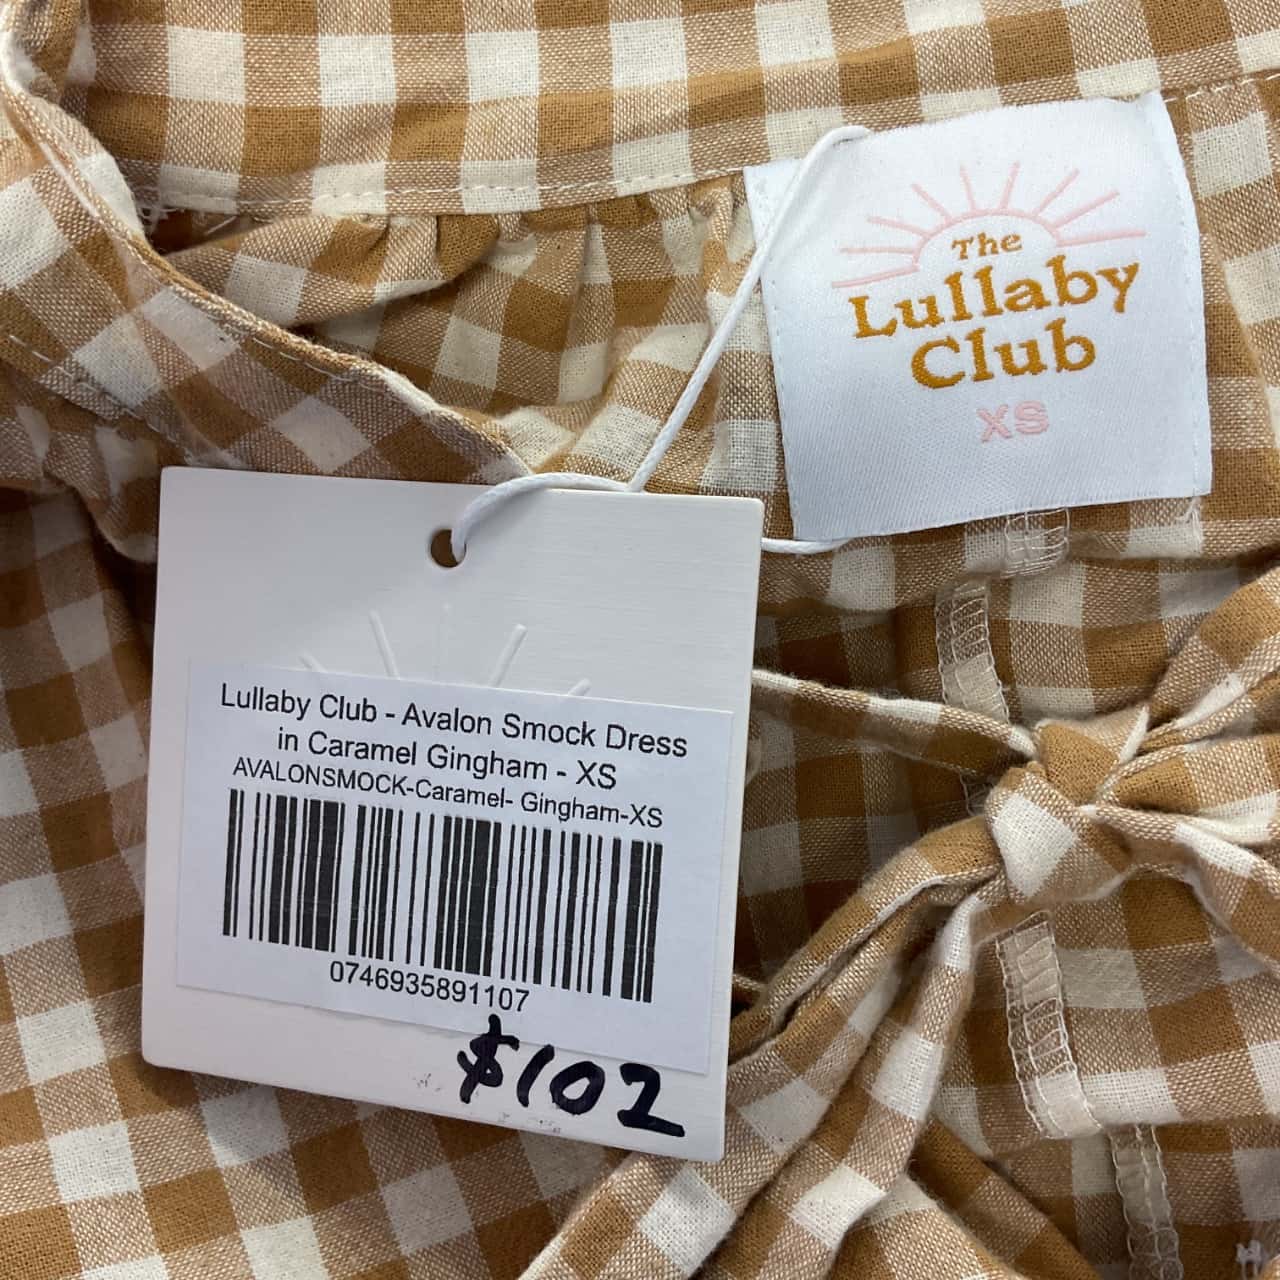 The
Lullaby
Club
XS
Lullaby Club - Avalon Smock Dress
in Caramel Gingham - XS
AVALONSMOCK-Caramel- Gingham-XS
0746935891107
$102